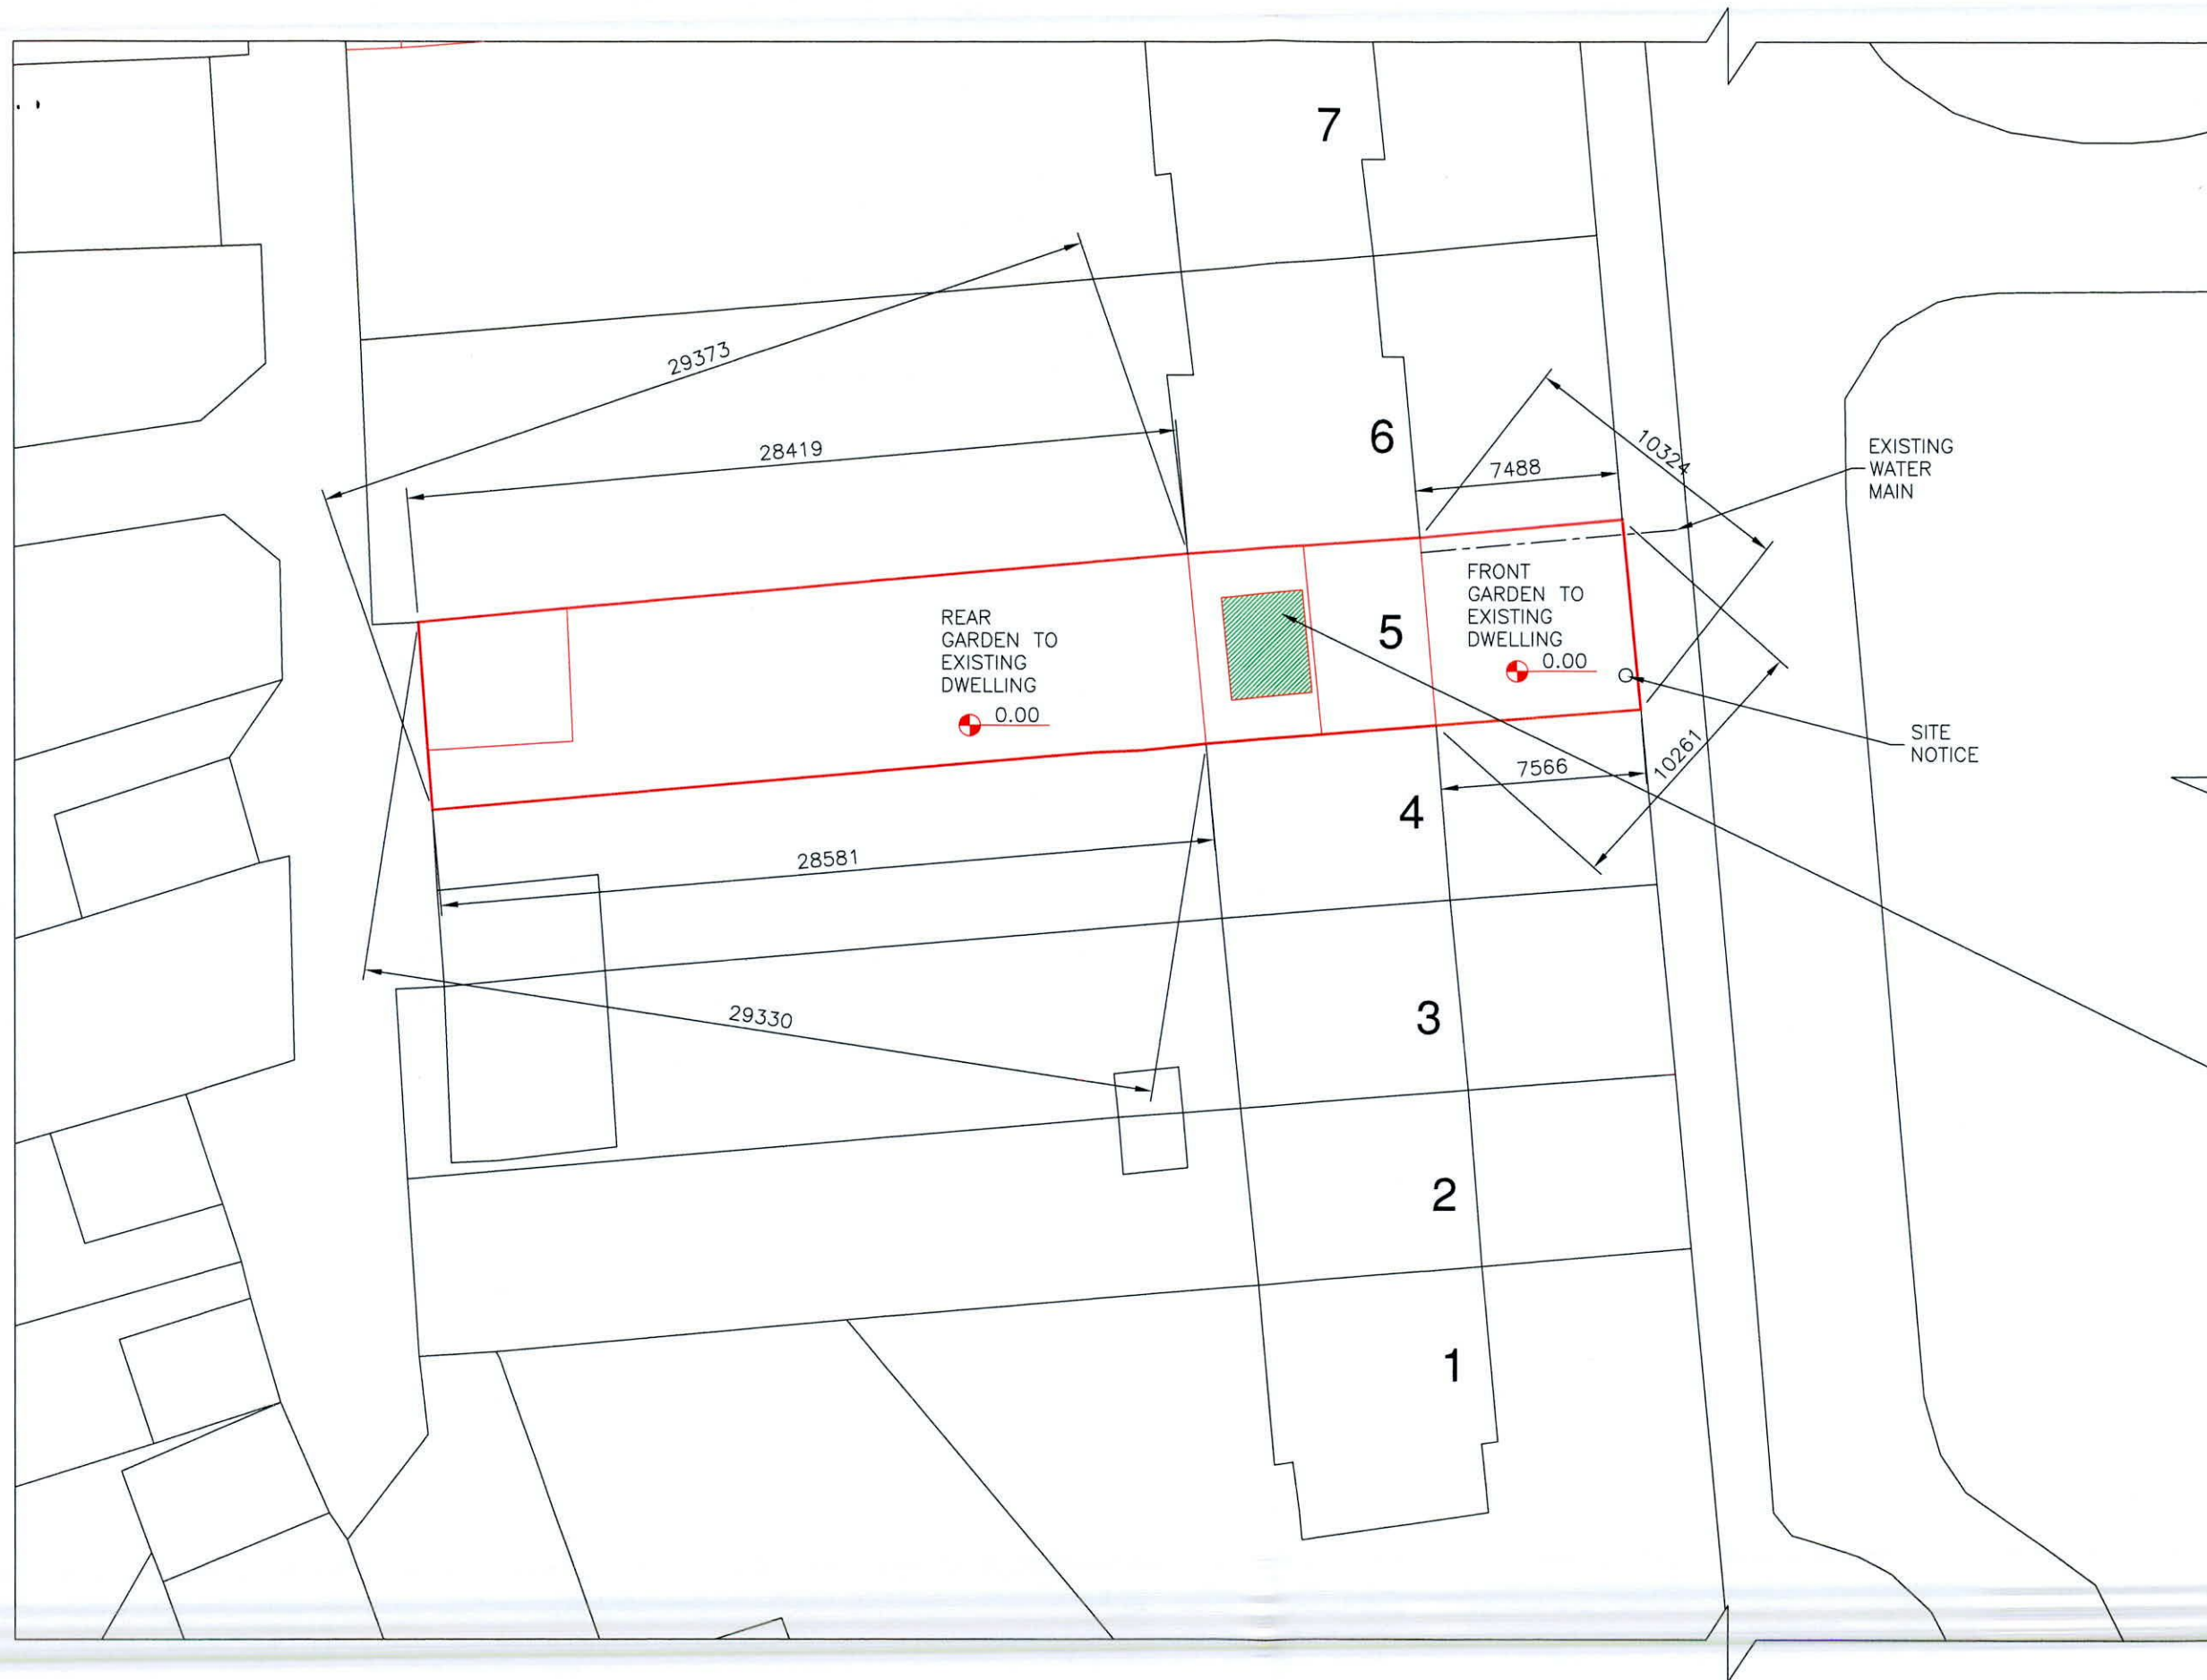 7
29373
28419
6
7488
10324
EXISTING
WATER
MAIN
REAR
GARDEN TO
EXISTING
DWELLING
0.00
5
FRONT
GARDEN TO
EXISTING
DWELLING
0.00
SITE
NOTICE
7566
10261
4
28581
29330
3
2
1